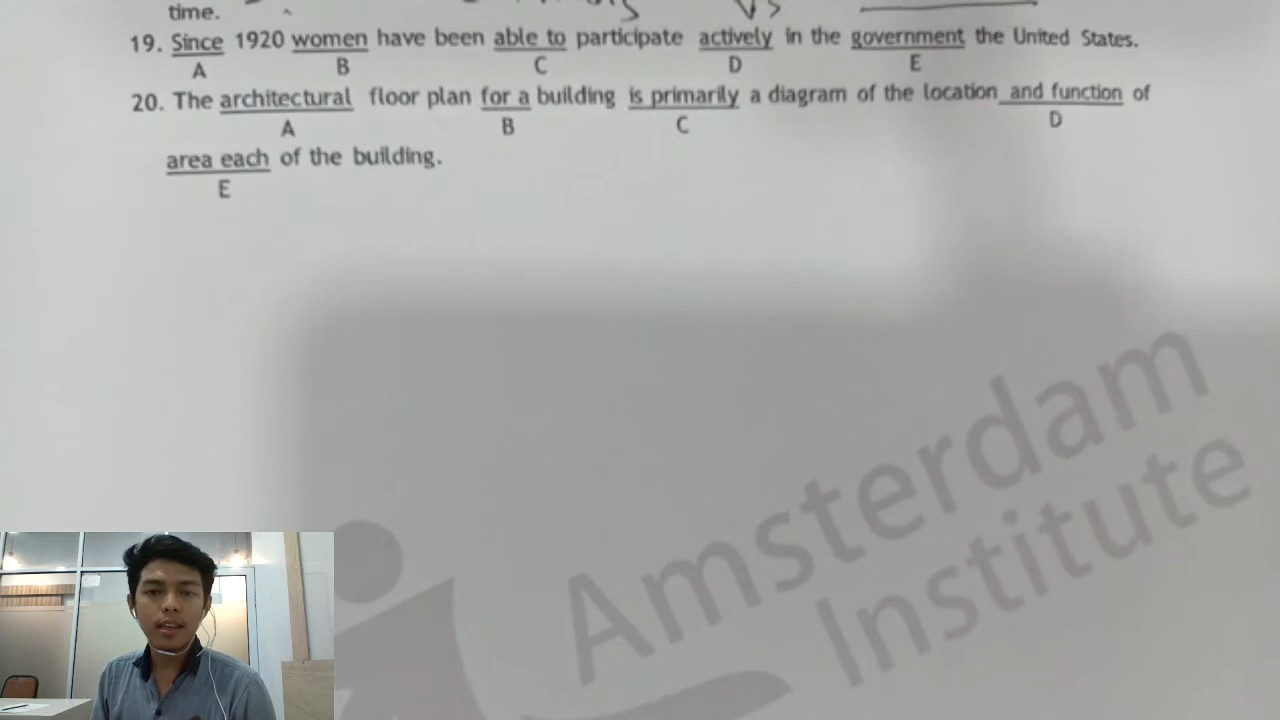 time.
19. Since 1920 women have been able to participate actively in the government the United States.
A B C D E
20. The architectural floor plan for a building is primarily a diagram of the location and function of
A B C D
area each of the building.
E
Amsterdam
Institute